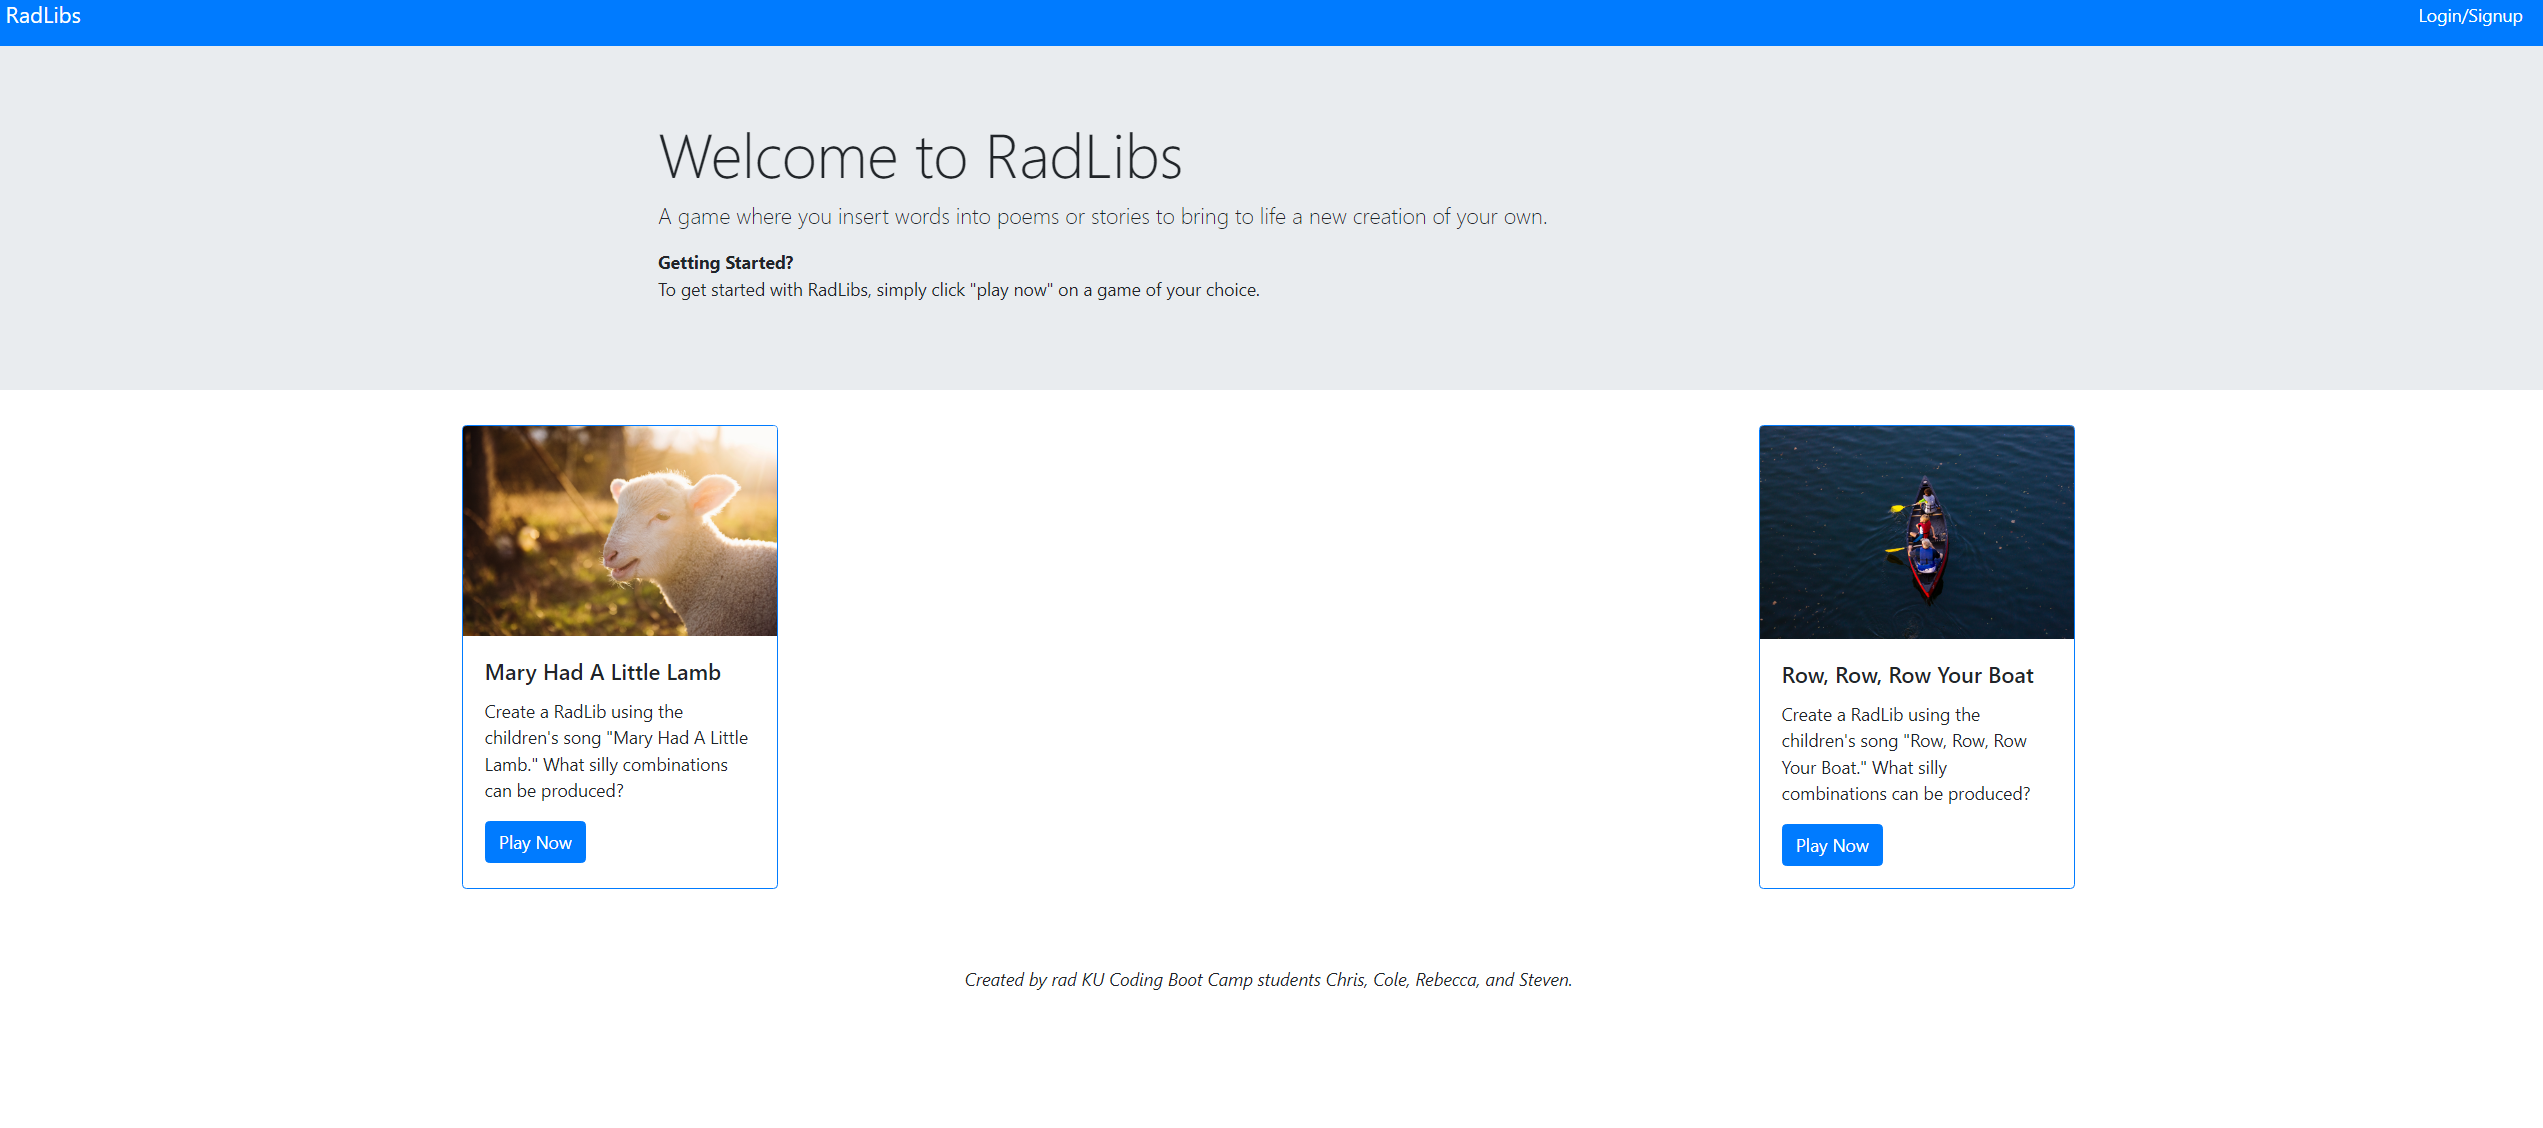 RadLibs
Login/Signup
Welcome to RadLibs
A game where you insert words into poems or stories to bring to life a new creation of your own.
Getting Started?
To get started with RadLibs, simply click "play now" on a game of your choice.
Mary Had A Little Lamb
Create a RadLib using the
children's song "Mary Had A Little
Lamb." What silly combinations
can be produced?
Play Now
Row, Row, Row Your Boat
Create a RadLib using the
children's song "Row, Row, Row
Your Boat." What silly
combinations can be produced?
Play Now
Created by rad KU Coding Boot Camp students Chris, Cole, Rebecca, and Steven.